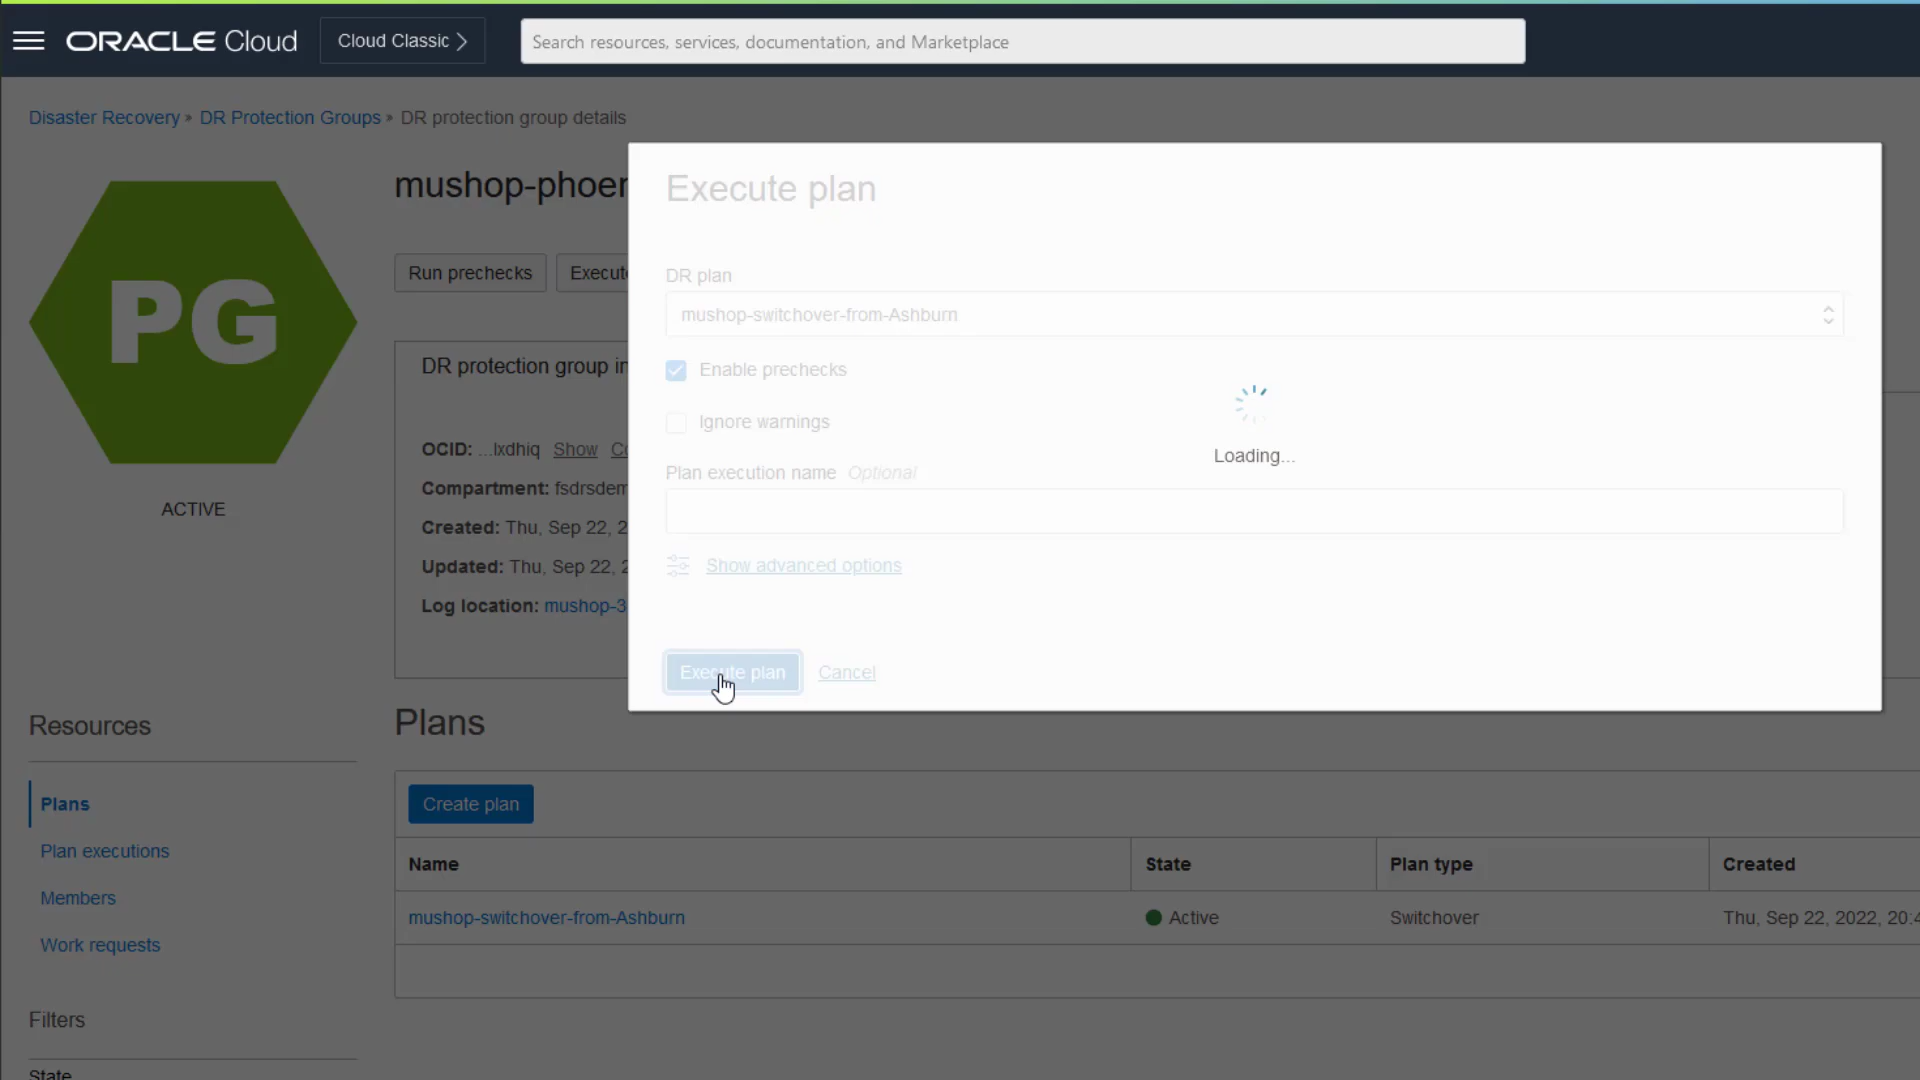 ORACLE Cloud
Cloud Classic
Search resources, services, documentation, and Marketplace
Disaster Recovery » DR Protection Groups » DR protection group details
PG
ACTIVE
mushop-phoen
Run prechecks
Execute
DR protection group in
OCID: ...lxdhiq Show Co
Compartment: fsdrsdem
Created: Thu, Sep 22, 2
Updated: Thu, Sep 22, 2
Log location: mushop-3
Execute plan
DR plan
mushop-switchover-from-Ashburn
Enable prechecks
Ignore warnings
Plan execution name Optional
Show advanced options
Loading...
Execute plan
Cancel
Resources
Plans
Plan executions
Members
Work requests
Filters
State
Plans
Create plan
Name State Plan type Created
mushop-switchover-from-Ashburn Active Switchover Thu, Sep 22, 2022, 20:4